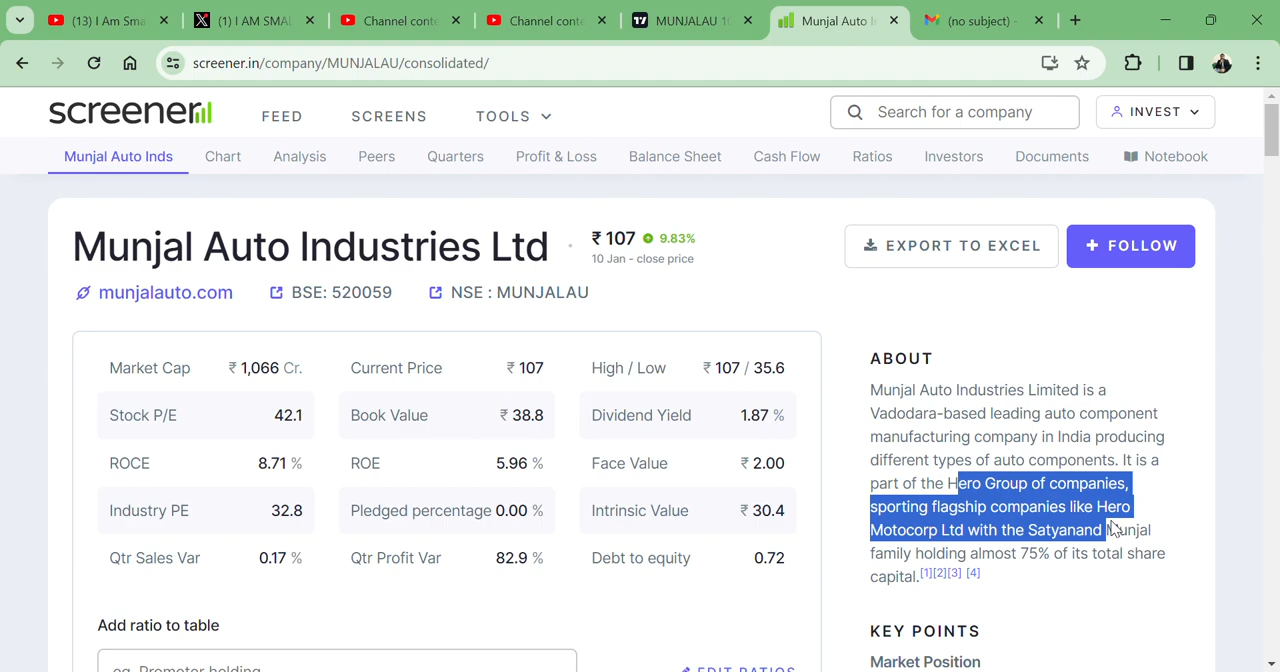 (13) I Am Sma
(1) I AM SMAL
Channel conte
Channel conte
MUNJALAU 10
Munjal Auto I
(no subject) -
screener.in/company/MUNJALAU/consolidated/
screener
FEED
SCREENS
TOOLS
Search for a company
INVEST
Munjal Auto Inds
Chart
Analysis
Peers
Quarters
Profit & Loss
Balance Sheet
Cash Flow
Ratios
Investors
Documents
Notebook
Munjal Auto Industries Ltd
₹ 107 9.83%
10 Jan - close price
EXPORT TO EXCEL
+ FOLLOW
munjalauto.com
BSE: 520059
NSE : MUNJALAU
Market Cap ₹ 1,066 Cr.
Current Price ₹ 107
High / Low ₹ 107 / 35.6
Stock P/E 42.1
Book Value ₹ 38.8
Dividend Yield 1.87 %
ROCE 8.71 %
ROE 5.96 %
Face Value ₹ 2.00
Industry PE 32.8
Pledged percentage 0.00 %
Intrinsic Value ₹ 30.4
Qtr Sales Var 0.17 %
Qtr Profit Var 82.9 %
Debt to equity 0.72
Add ratio to table
eg. Promoter holding
EDIT RATIOS
ABOUT
Munjal Auto Industries Limited is a
Vadodara-based leading auto component
manufacturing company in India producing
different types of auto components. It is a
part of the Hero Group of companies,
sporting flagship companies like Hero
Motocorp Ltd with the Satyanand Munjal
family holding almost 75% of its total share
capital.[1][2][3] [4]
KEY POINTS
Market Position